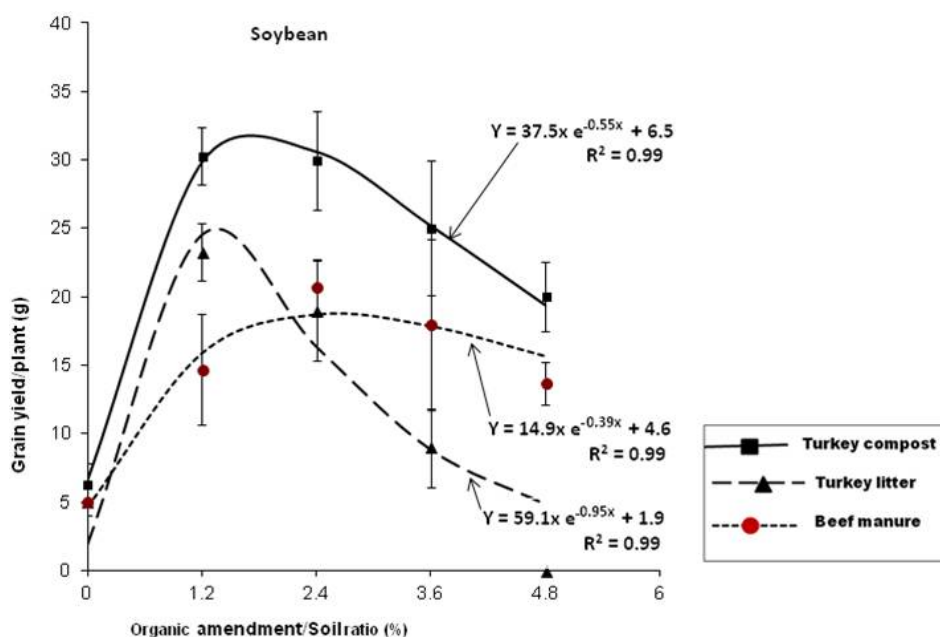 Soybean
40
35
30
25
20
15
10
5
0
Grain yield/plant (g)
Y = 37.5x e^-0.55x + 6.5
R² = 0.99
Y = 14.9x e^-0.39x + 4.6
R² = 0.99
Y = 59.1x e^-0.95x + 1.9
R² = 0.99
0 1.2 2.4 3.6 4.8 6
Organic amendment/Soil ratio (%)
Turkey compost
Turkey litter
Beef manure